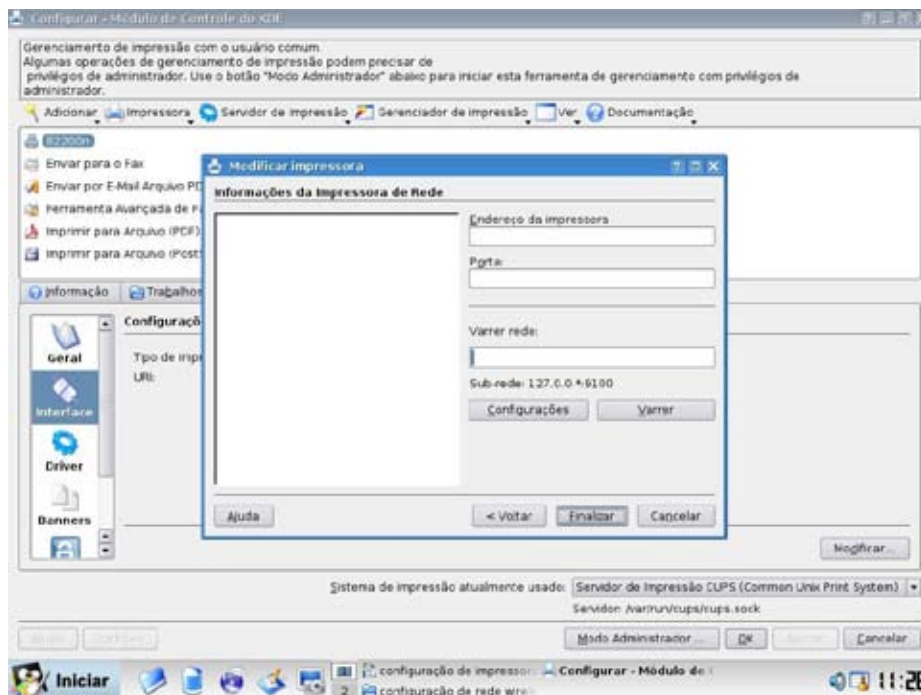 Configurar - Módulo de Controle do KDE
Gerenciamento de impressão com o usuário comum.
Algumas operações de gerenciamento de impressão podem precisar de
privilégios de administrador. Use o botão "Modo Administrador" abaixo para iniciar esta ferramenta de gerenciamento com privilégios de
administrador.
Adicionar Impressora Servidor de impressão Gerenciador de impressão Ver Documentação
Enviar para o Fax
Enviar por E-Mail Arquivo PD
Ferramenta Avançada de Fa
Imprimir para Arquivo (PDF)
Imprimir para Arquivo (Post
Modificar impressora
Informações da Impressora de Rede
Endereço da impressora
Porta:
Varrer rede:
Sub-rede: 127.0.0.*:9100
Configurações Varrer
Ajuda < Voltar Finalizar Cancelar
Informação Trabalhos
Configuraçõ
Tipo de impr
URI:
Geral
Interface
Driver
Banners
Modificar...
Sistema de impressão atualmente usado: Servidor de Impressão CUPS (Common Unix Print System)
Servidor: /var/run/cups/cups.sock
Modo Administrador ... OK Cancelar
Iniciar
2
configuração de impressor
configuração de rede wire
Configurar - Módulo de C
11:2